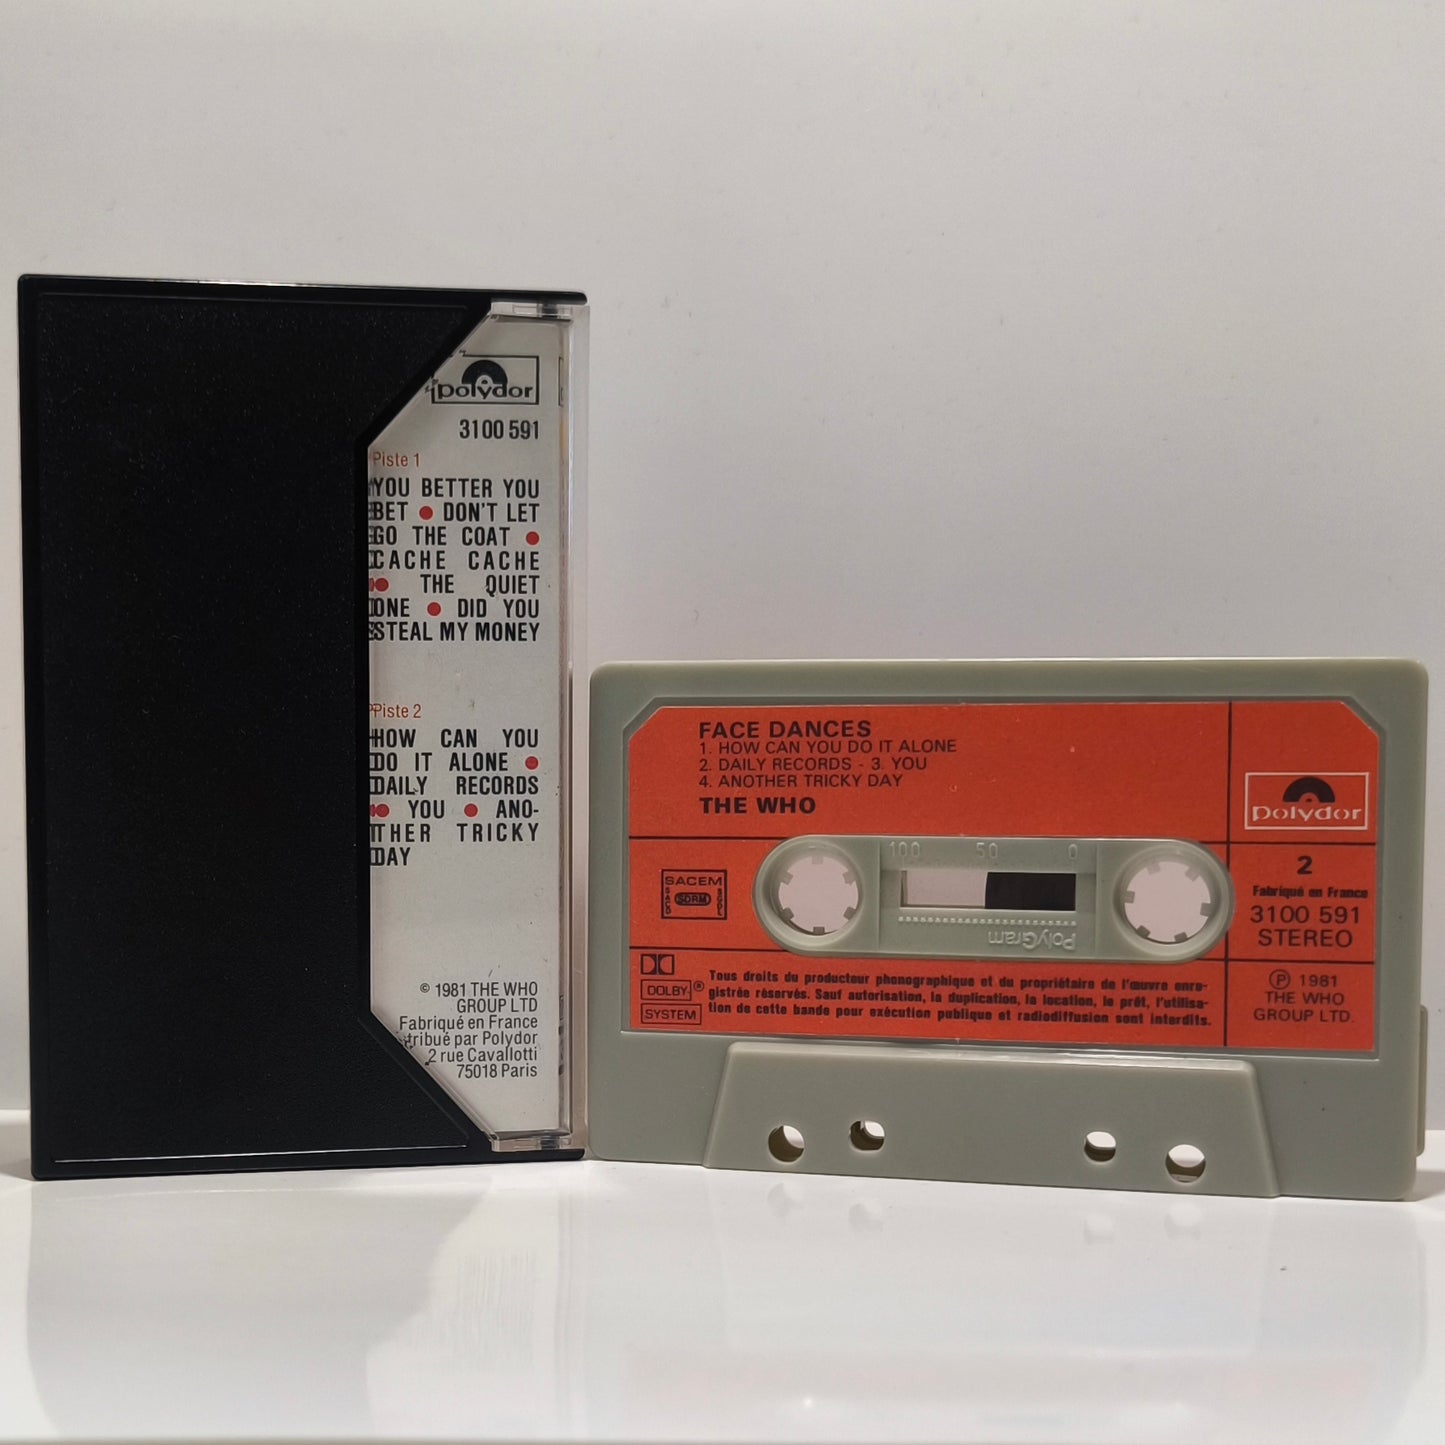 polydor
3100 591
Piste 1
YOU BETTER YOU
BET ● DON'T LET
GO THE COAT ●
CACHE CACHE
● THE QUIET
ONE ● DID YOU
STEAL MY MONEY
Piste 2
HOW CAN YOU
DO IT ALONE ●
DAILY RECORDS
● YOU ● ANO-
THER TRICKY
DAY
© 1981 THE WHO
GROUP LTD
Fabriqué en France
tribué par Polydor
2 rue Cavallotti
75018 Paris
FACE DANCES
1. HOW CAN YOU DO IT ALONE
2. DAILY RECORDS - 3. YOU
4. ANOTHER TRICKY DAY
THE WHO
polydor
SACEM
SDRM
100 50 0
PolyGram
2
Fabriqué en France
3100 591
STEREO
DOLBY ®
SYSTEM
Tous droits du producteur phonographique et du propriétaire de l'œuvre enre-
gistrée réservés. Sauf autorisation, la duplication, la location, le prêt, l'utilisa-
tion de cette bande pour exécution publique et radiodiffusion sont interdits.
Ⓟ 1981
THE WHO
GROUP LTD.